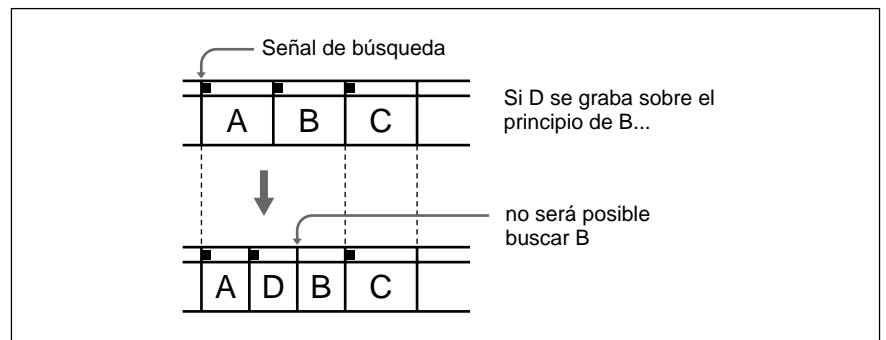 Señal de búsqueda
A B C
Si D se graba sobre el
principio de B...
no será posible
buscar B
A D B C